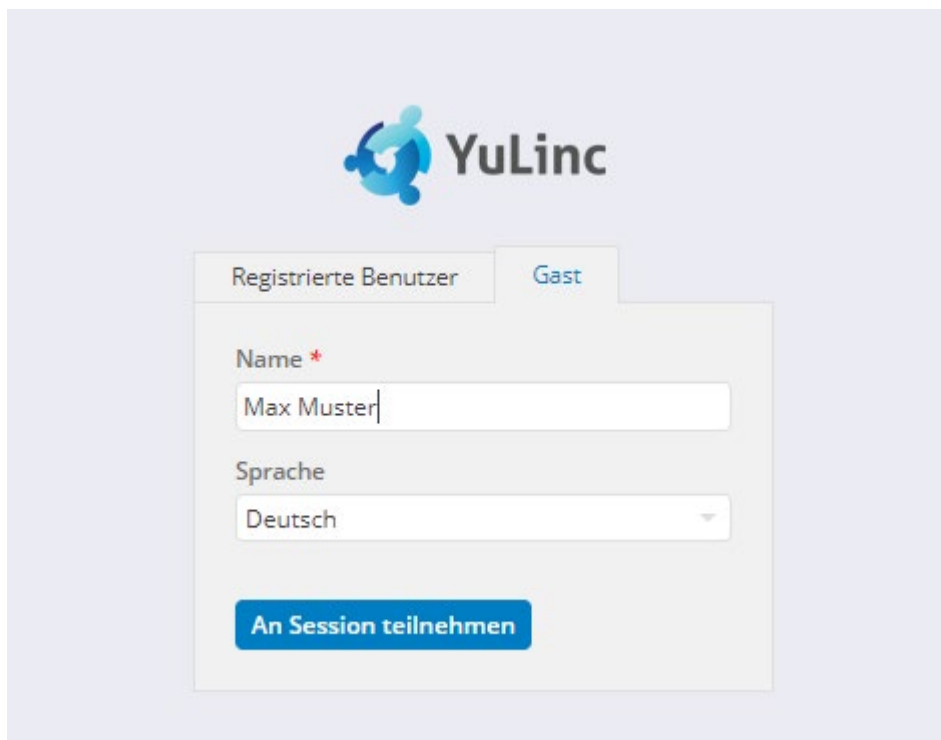 YuLinc
Registrierte Benutzer Gast
Name *
Max Muster
Sprache
Deutsch
An Session teilnehmen